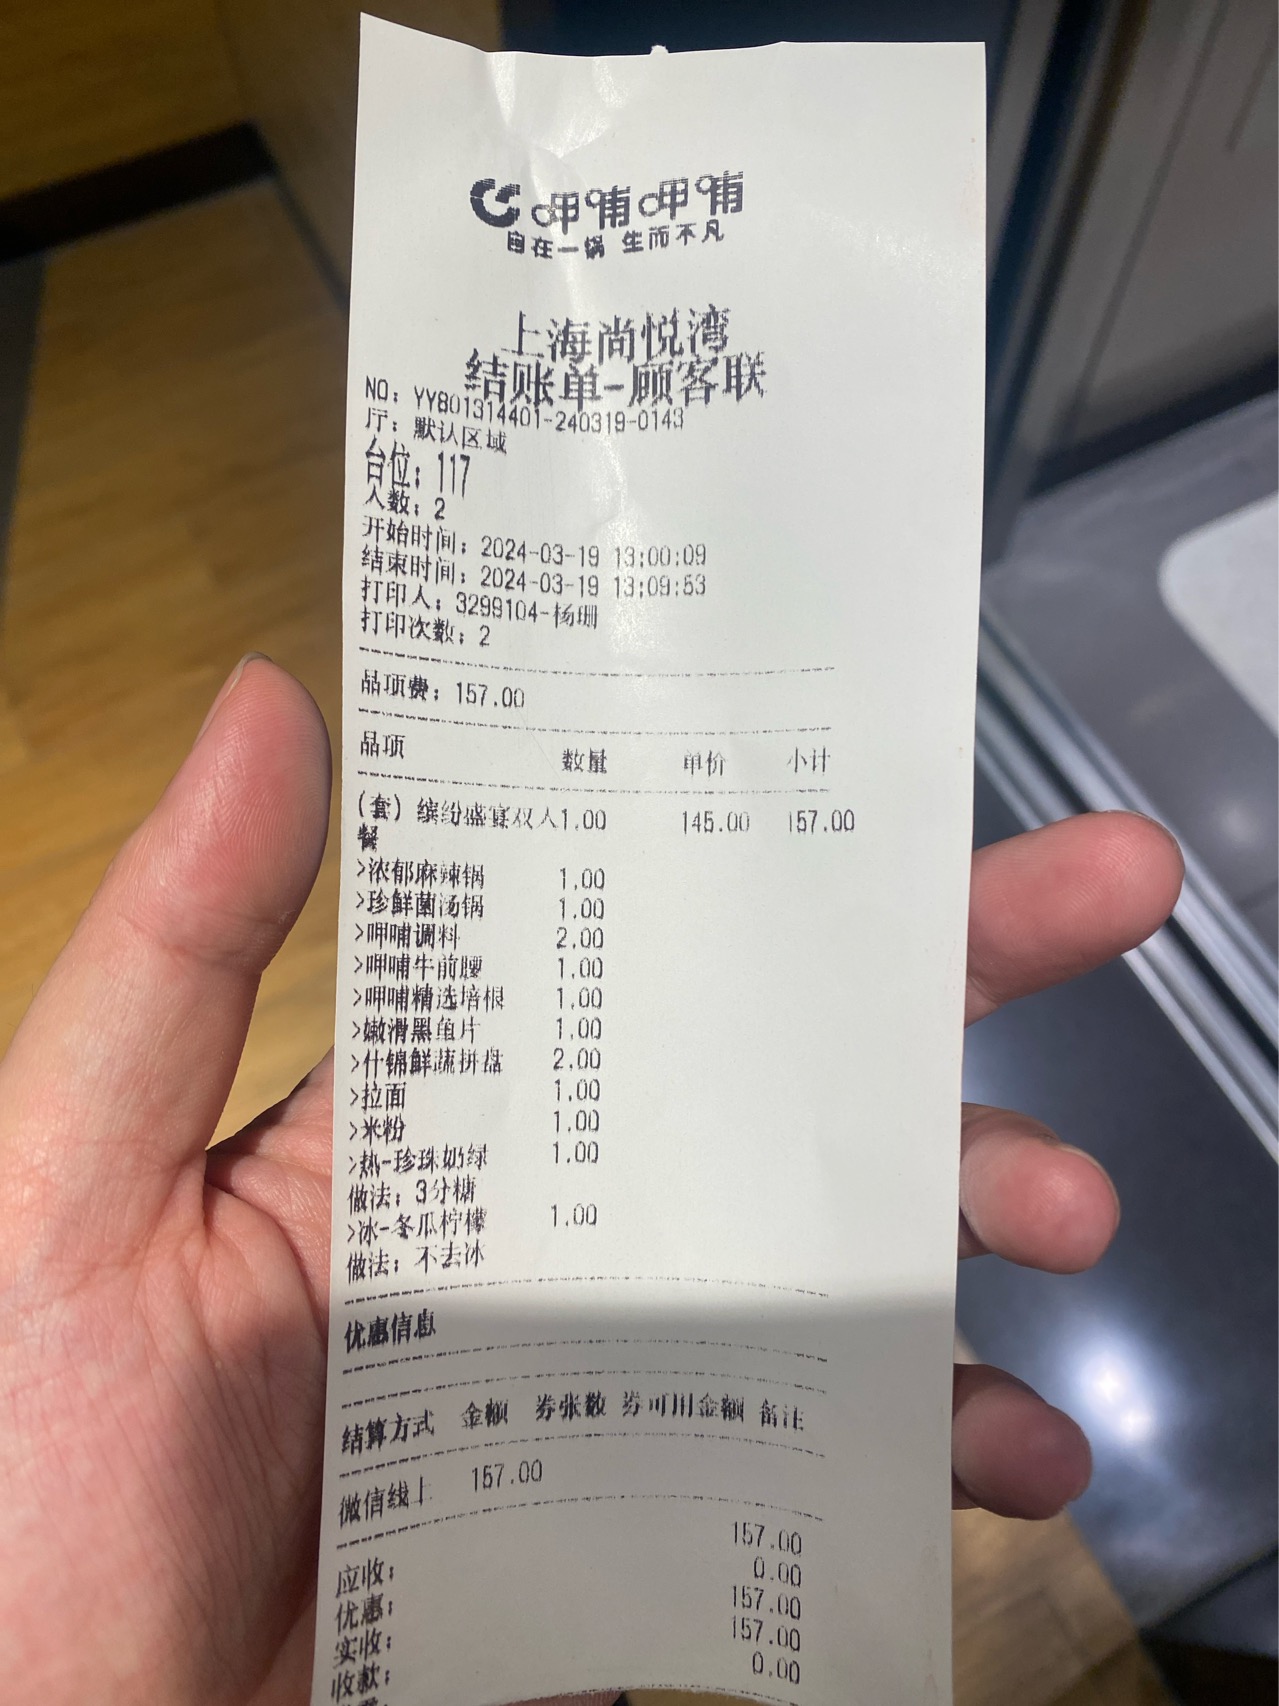 呷哺呷哺
自在一锅 生而不凡
上海尚悦湾
结账单-顾客联
NO: YY801314401-240319-0143
厅: 默认区域
台位: 117
人数: 2
开始时间: 2024-03-19 13:00:09
结束时间: 2024-03-19 13:09:53
打印人: 3299104-杨珊
打印次数: 2
品项费: 157.00
品项 数量 单价 小计
(套) 缤纷盛宴双人 1.00 145.00 157.00
餐
>浓郁麻辣锅 1.00
>珍鲜菌汤锅 1.00
>呷哺调料 2.00
>呷哺牛前腰 1.00
>呷哺精选培根 1.00
>嫩滑黑鱼片 1.00
>什锦鲜蔬拼盘 2.00
>拉面 1.00
>米粉 1.00
>热-珍珠奶绿 1.00
做法: 3分糖
>冰-冬瓜柠檬 1.00
做法: 不去冰
优惠信息
结算方式 金额 券张数 券可用金额 备注
微信线上 157.00
应收: 157.00
优惠: 0.00
实收: 157.00
收款: 157.00
0.00